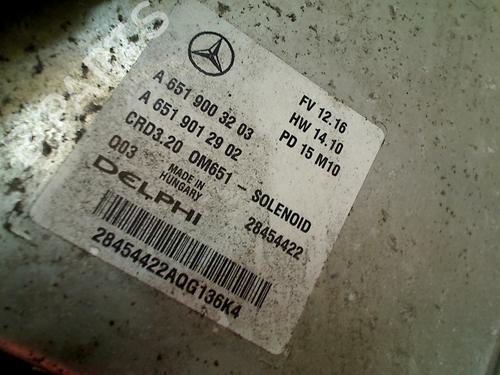 A 651 900 32 03
A 651 901 29 02
CRD3.20 OM651 - SOLENOID
003
MADE IN
HUNGARY
28454422
DELPHI
28454422AQG136K4
FV 12.16
HW 14.10
PD 15 M10